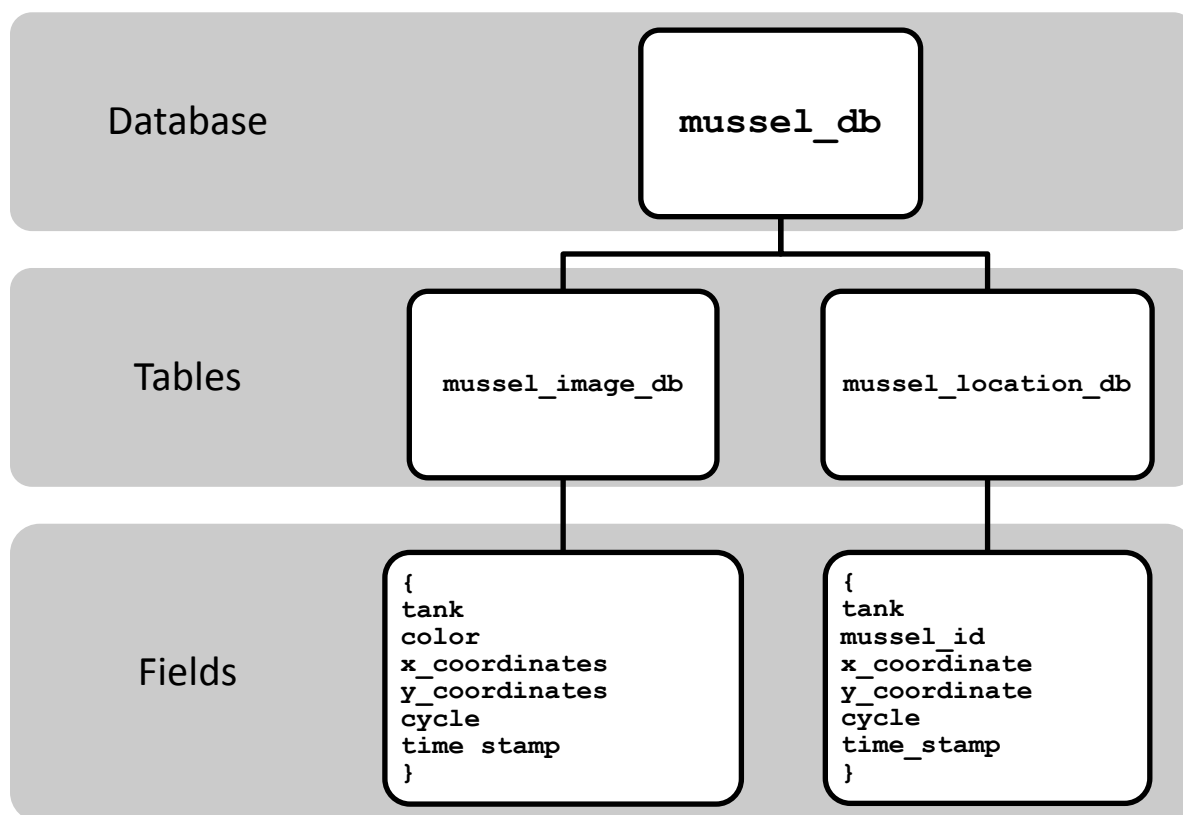 Database
mussel_db
Tables
mussel_image_db
mussel_location_db
Fields
{
tank
color
x_coordinates
y_coordinates
cycle
time stamp
}
{
tank
mussel_id
x_coordinate
y_coordinate
cycle
time_stamp
}